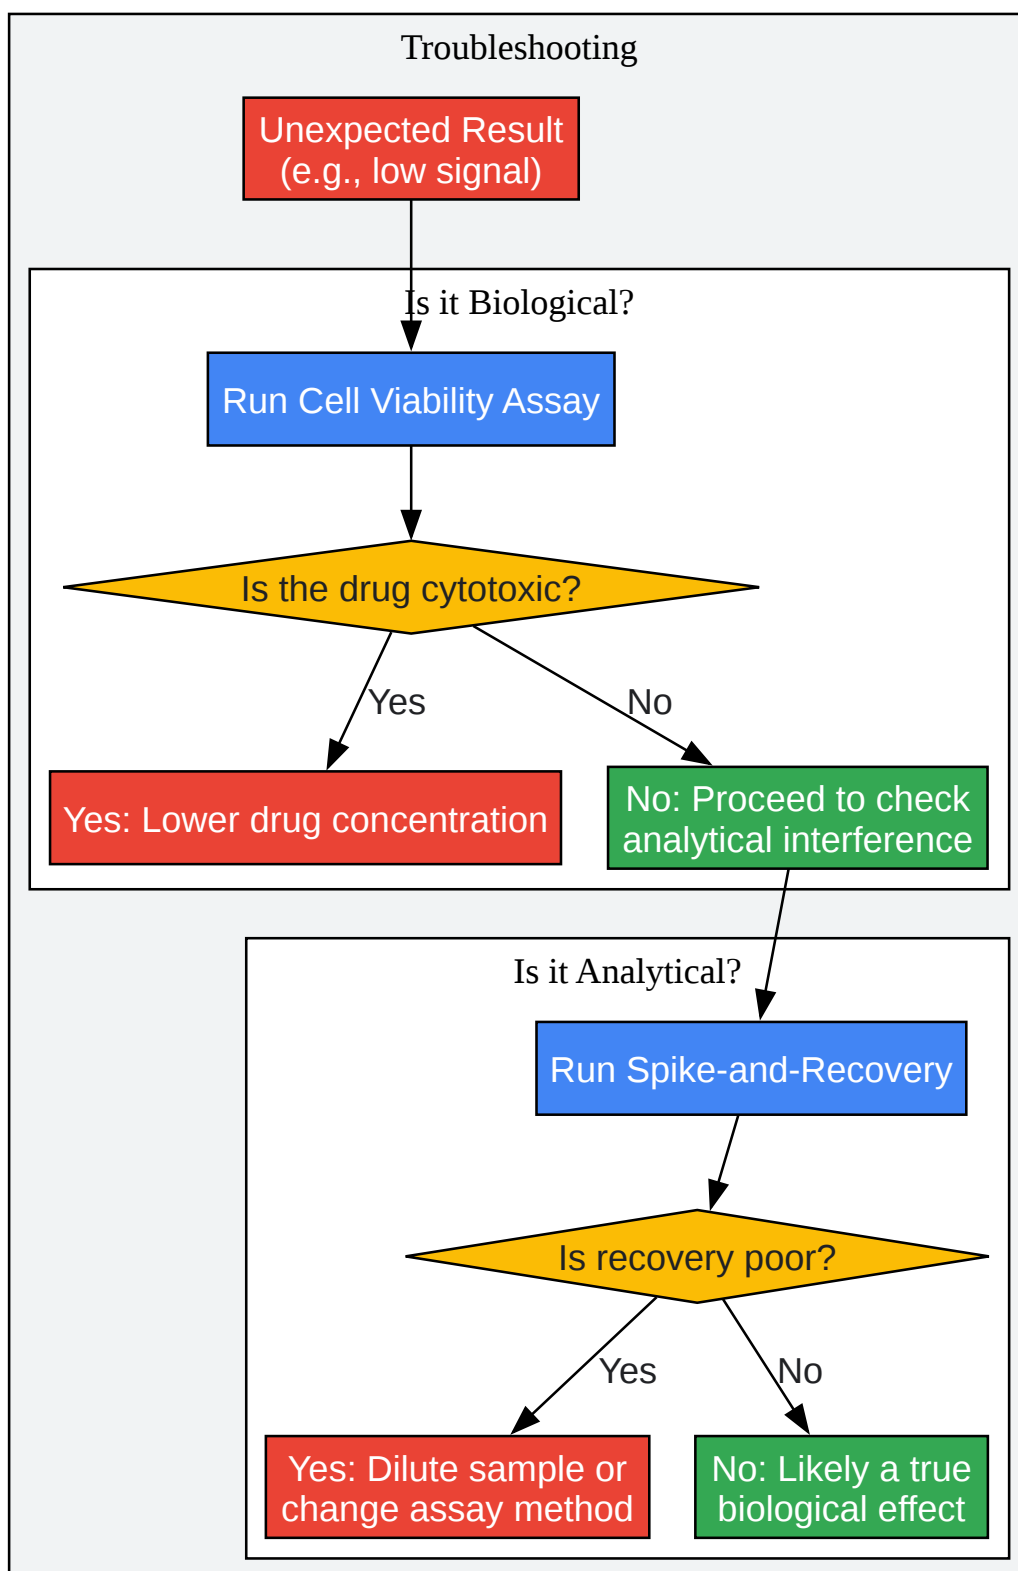 Troubleshooting
Unexpected Result
(e.g., low signal)
Is it Biological?
Run Cell Viability Assay
Is the drug cytotoxic?
Yes
No
Yes: Lower drug concentration
No: Proceed to check
analytical interference
Is it Analytical?
Run Spike-and-Recovery
Is recovery poor?
Yes
No
Yes: Dilute sample or
change assay method
No: Likely a true
biological effect